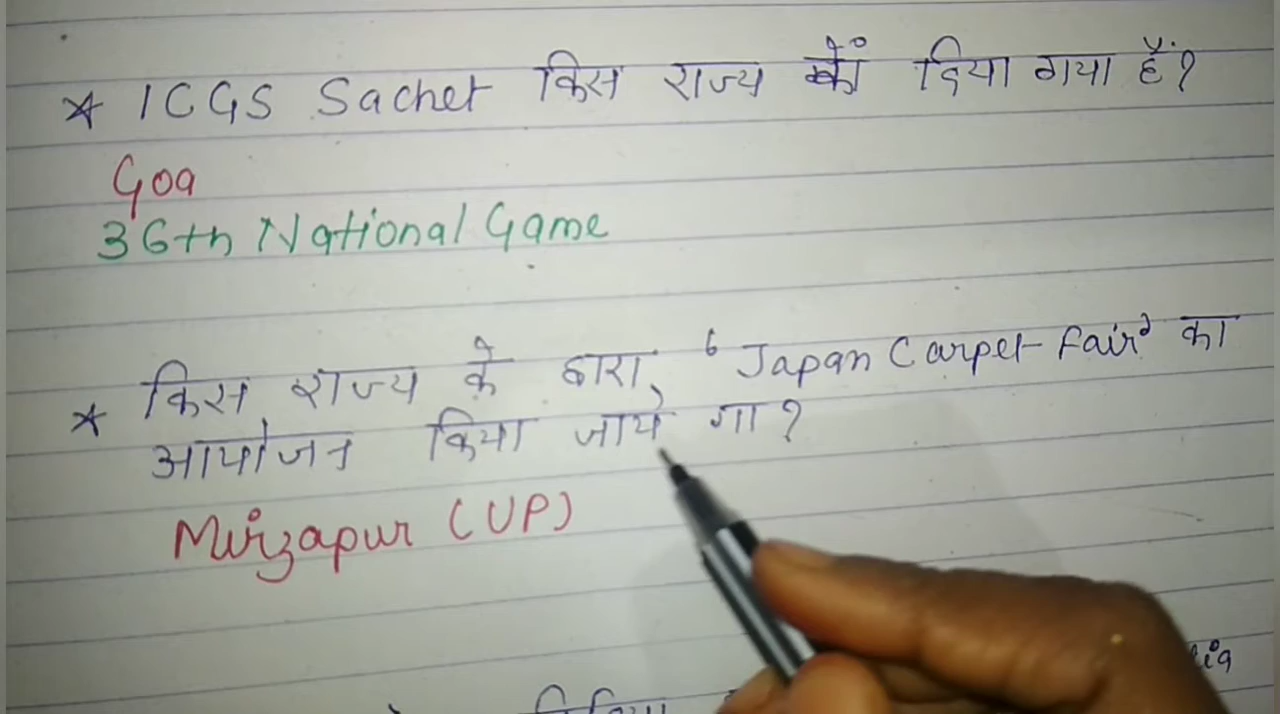 * ICGS Sachet किस राज्य को दिया गया है?
Goa
36th National Game
* किस राज्य के द्वारा, 'Japan Carpet Fair' का
आयोजन किया जाये गा?
Mirzapur (UP)